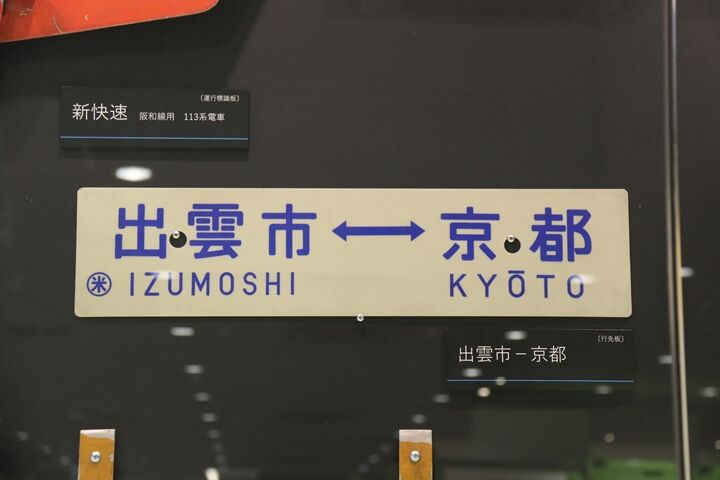 〔運行標識板〕
新快速 阪和線用 113系電車
出雲市↔京都
㊍ IZUMOSHI KYŌTO
〔行先板〕
出雲市－京都